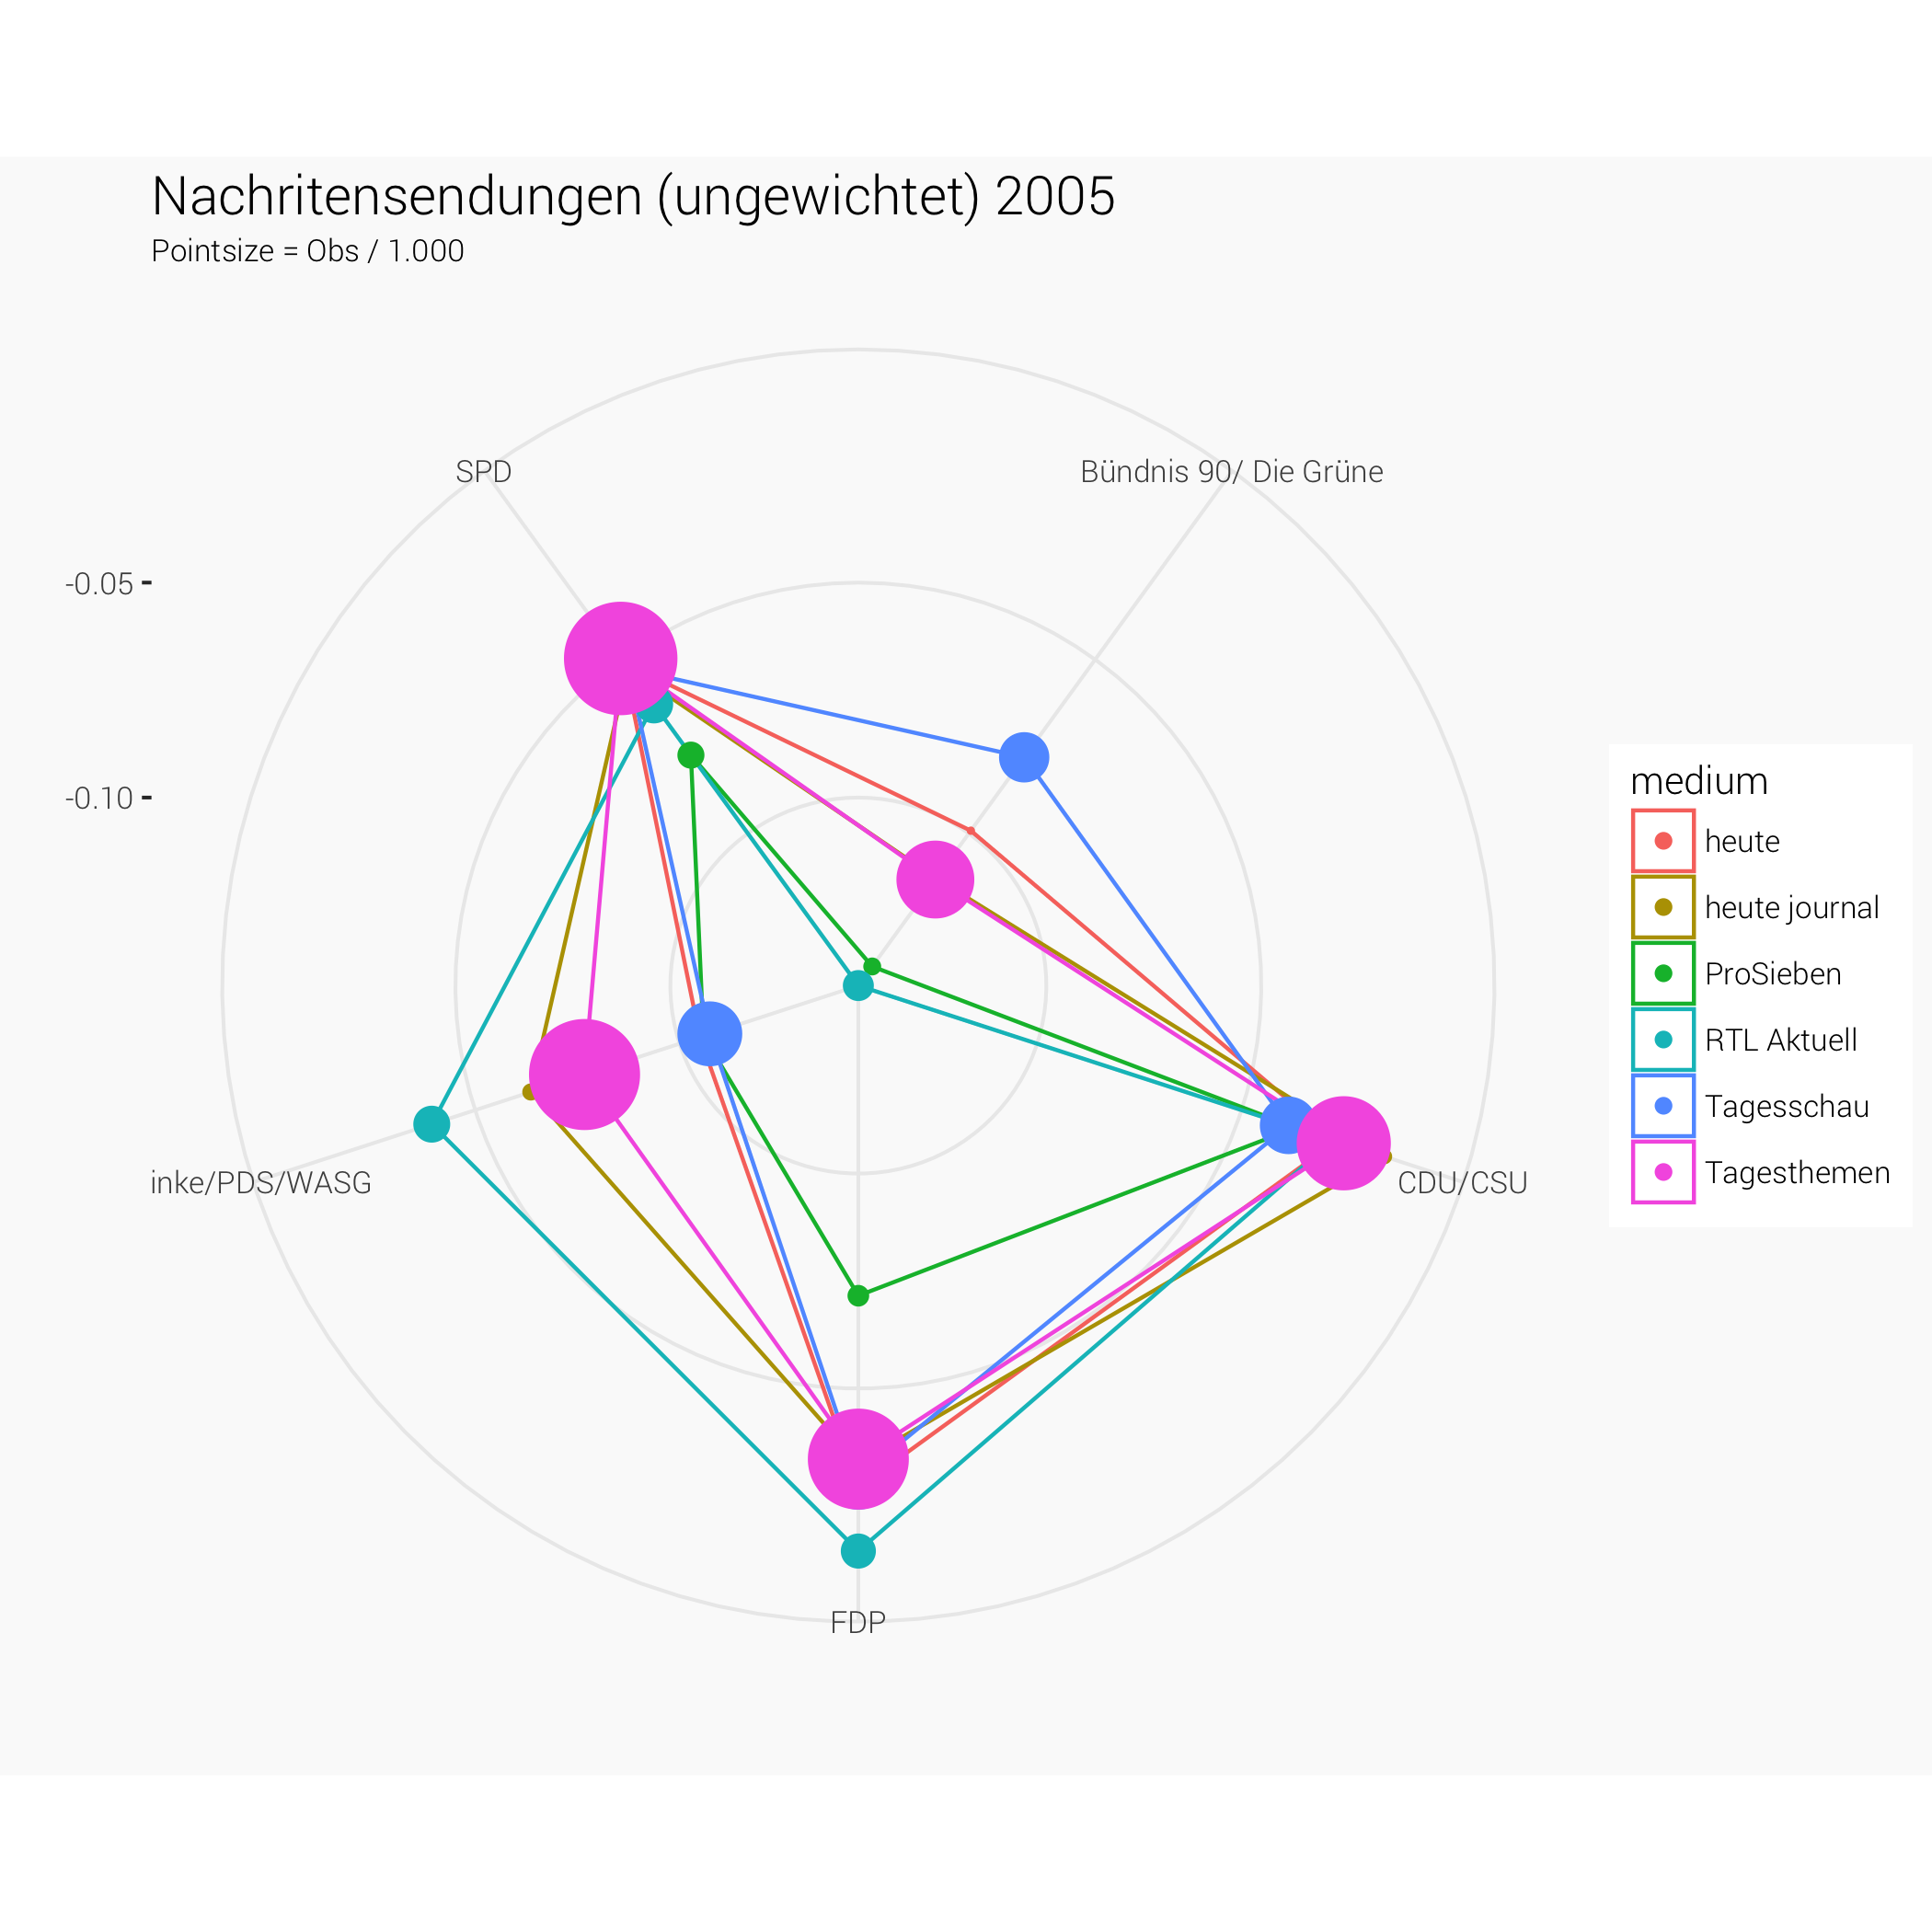 Nachritensendungen (ungewichtet) 2005
Pointsize = Obs / 1.000
SPD
Bündnis 90/ Die Grüne
-0.05
-0.10
inke/PDS/WASG
CDU/CSU
FDP
medium
heute
heute journal
ProSieben
RTL Aktuell
Tagesschau
Tagesthemen